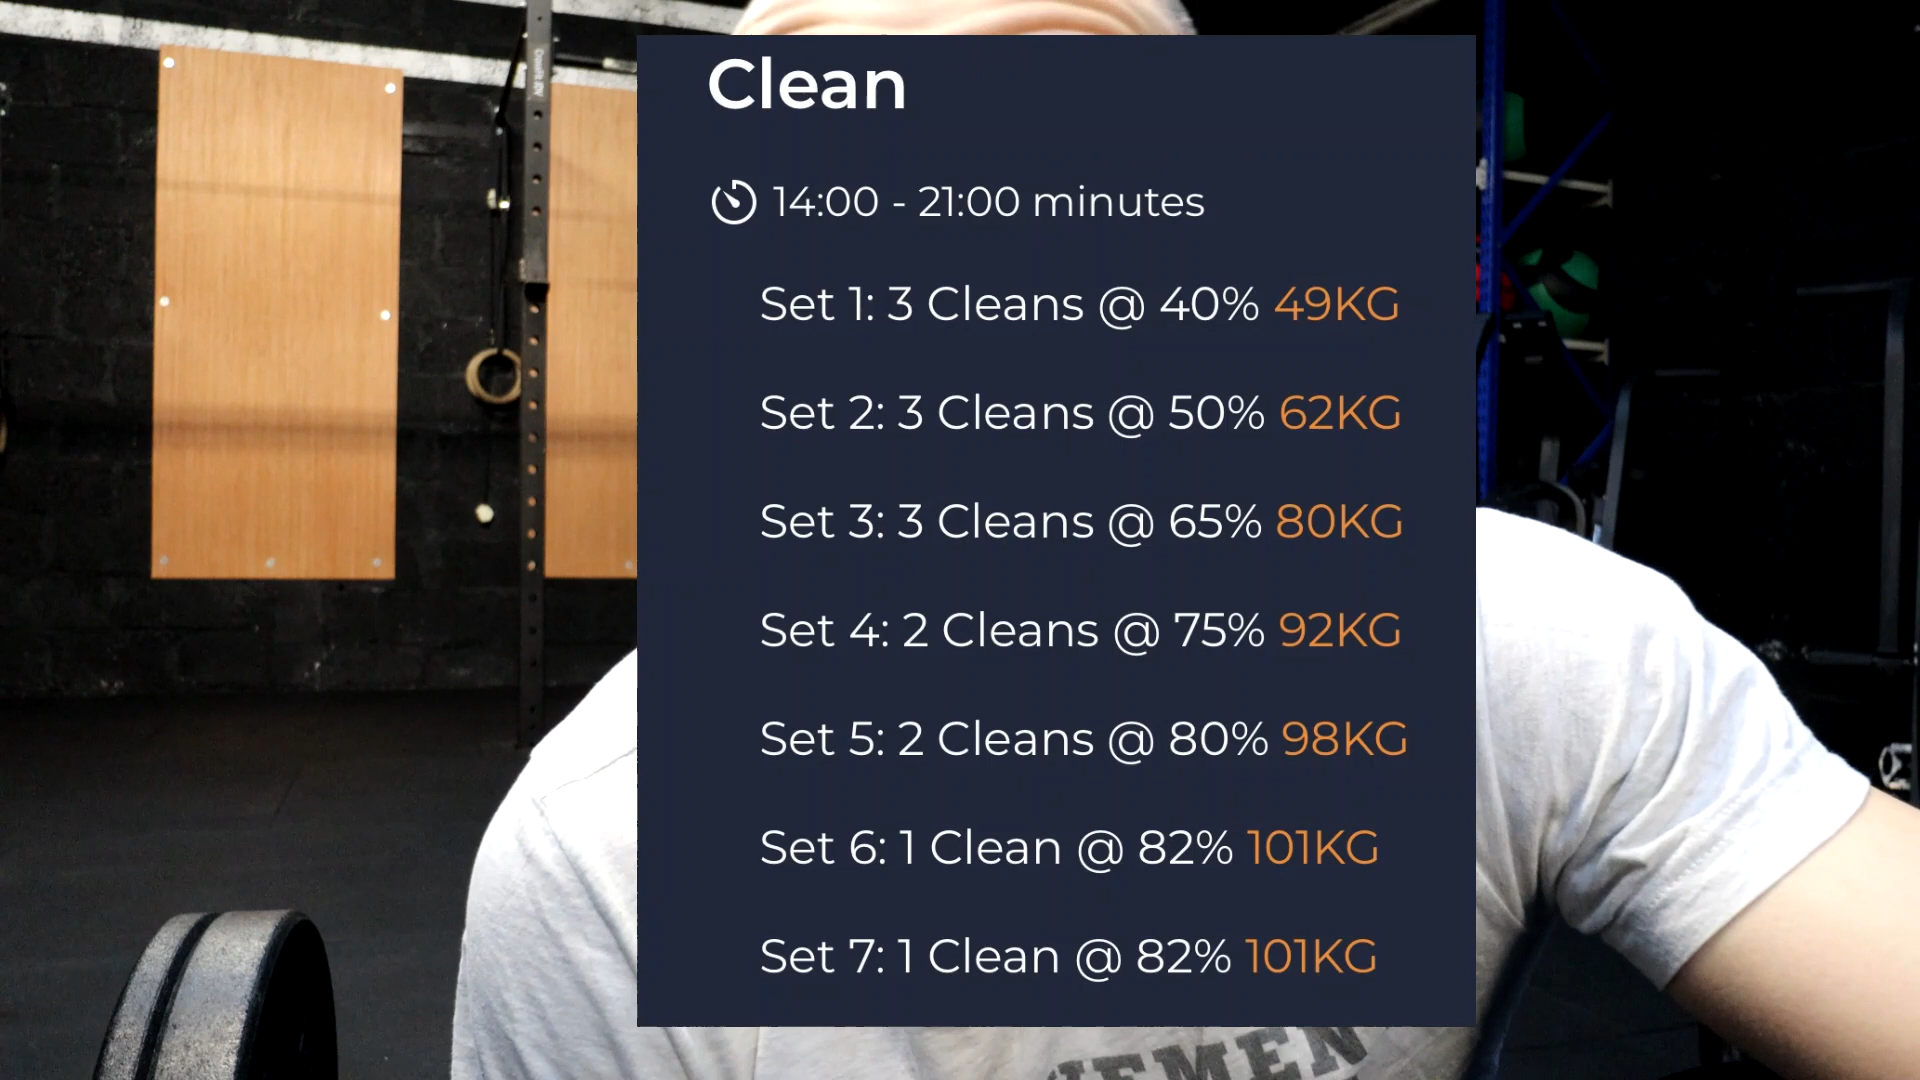 Clean
14:00 - 21:00 minutes
Set 1: 3 Cleans @ 40% 49KG
Set 2: 3 Cleans @ 50% 62KG
Set 3: 3 Cleans @ 65% 80KG
Set 4: 2 Cleans @ 75% 92KG
Set 5: 2 Cleans @ 80% 98KG
Set 6: 1 Clean @ 82% 101KG
Set 7: 1 Clean @ 82% 101KG